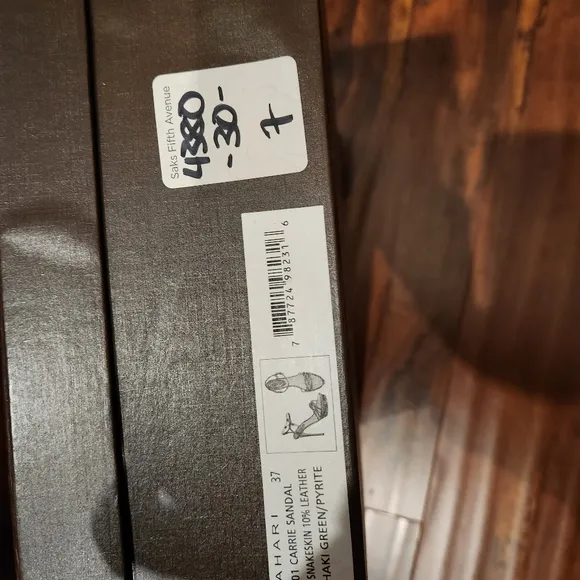 Saks Fifth Avenue
4380
-30-
7
7 87724 98231 6
AHARI 37
01 CARRIE SANDAL
SNAKESKIN 10% LEATHER
HAKI GREEN/PYRITE